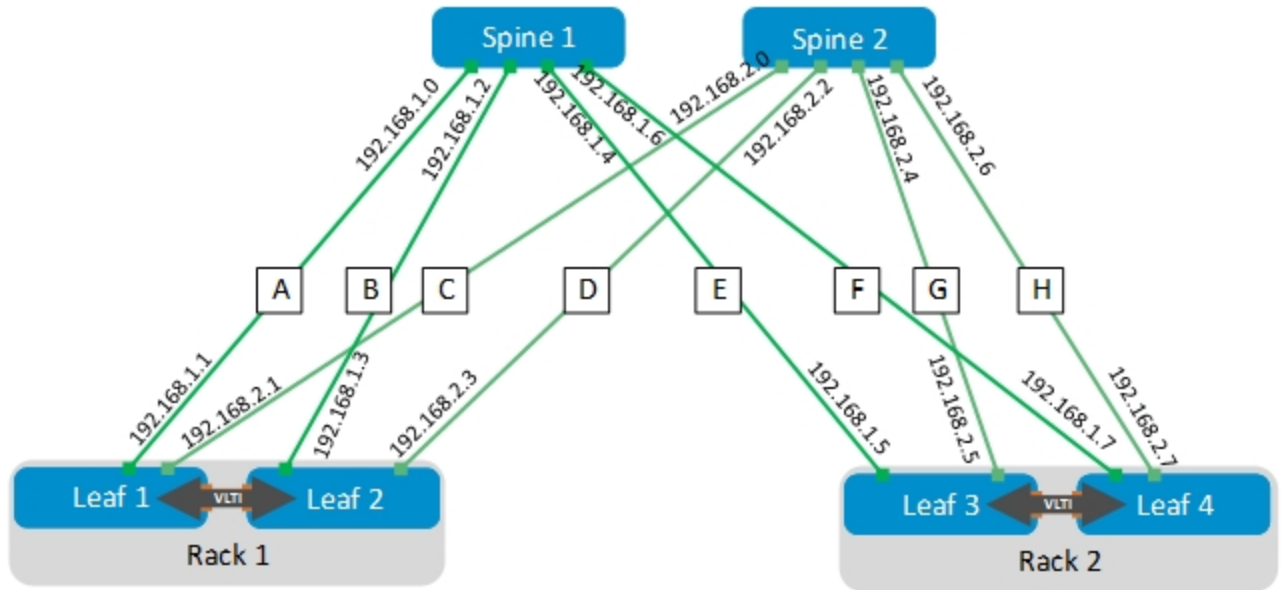 Spine 1
Spine 2
192.168.1.0
192.168.1.2
192.168.1.4
192.168.1.6
192.168.2.0
192.168.2.2
192.168.2.4
192.168.2.6
A
B
C
D
E
F
G
H
192.168.1.1
192.168.2.1
192.168.1.3
192.168.2.3
192.168.1.5
192.168.2.5
192.168.1.7
192.168.2.7
Leaf 1
VLTi
Leaf 2
Leaf 3
VLTi
Leaf 4
Rack 1
Rack 2